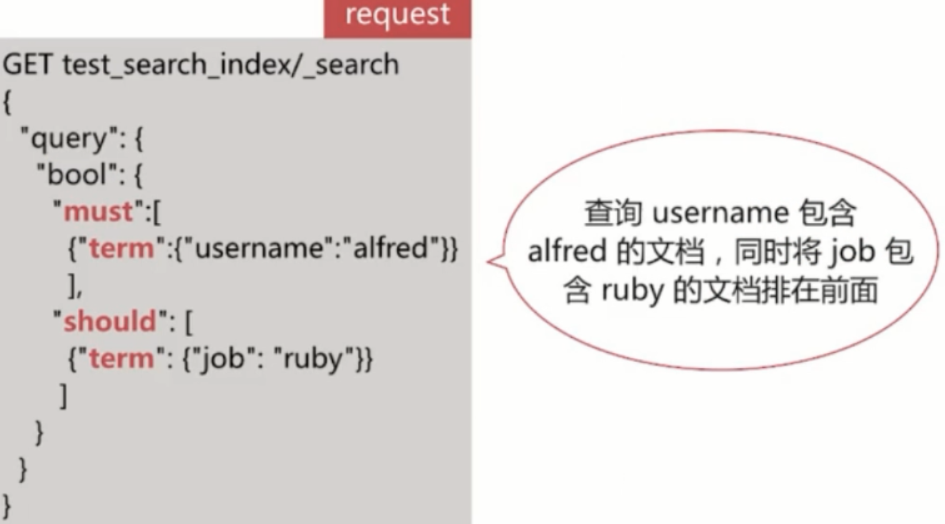 request
GET test_search_index/_search
{
"query": {
"bool": {
"must":[
{"term":{"username":"alfred"}}
],
"should": [
{"term": {"job": "ruby"}}
]
}
}
}
查询 username 包含
alfred 的文档，同时将 job 包
含 ruby 的文档排在前面